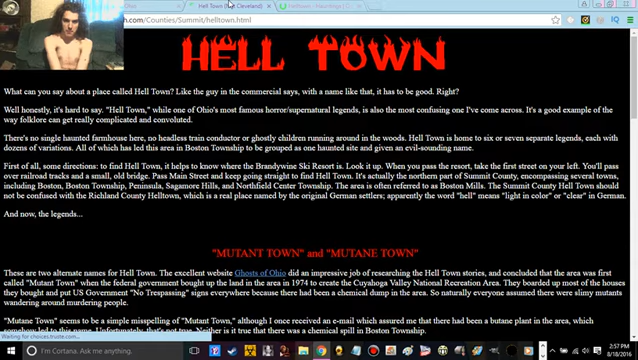 Hell Town (near Cleveland)
Helltown - Hauntings &
.com/Counties/Summit/helltown.html
HELL TOWN
What can you say about a place called Hell Town? Like the guy in the commercial says, with a name like that, it has to be good. Right?
Well honestly, it's hard to say. "Hell Town," while one of Ohio's most famous horror/supernatural legends, is also the most confusing one I've come across. It's a good example of the
way folklore can get really complicated and convoluted.
There's no single haunted farmhouse here, no headless train conductor or ghostly children running around in the woods. Hell Town is home to six or seven separate legends, each with
dozens of variations. All of which has led this area in Boston Township to be grouped as one haunted site and given an evil-sounding name.
First of all, some directions: to find Hell Town, it helps to know where the Brandywine Ski Resort is. Look it up. When you pass the resort, take the first street on your left. You'll pass
over railroad tracks and a small, old bridge. Pass Main Street and keep going straight to find Hell Town. It's actually the northern part of Summit County, encompassing several towns,
including Boston, Boston Township, Peninsula, Sagamore Hills, and Northfield Center Township. The area is often referred to as Boston Mills. The Summit County Hell Town should
not be confused with the Richland County Helltown, which is a real place named by the original German settlers; apparently the word "hell" means "light in color" or "clear" in German.
And now, the legends...
"MUTANT TOWN" and "MUTANE TOWN"
These are two alternate names for Hell Town. The excellent website Ghosts of Ohio did an impressive job of researching the Hell Town stories, and concluded that the area was first
called "Mutant Town" when the federal government bought up the land in area in 1974 to create the Cuyahoga Valley National Recreation Area. They boarded up most of the houses
they bought and put US Government "No Trespassing" signs everywhere because there had been a chemical dump in the area. So naturally everyone assumed there were slimy mutants
wandering around murdering people.
"Mutane Town" seems to be a simple misspelling of "Mutant Town," although I once received an e-mail which assured me that there had been a butane plant in the area, which
somehow led to this name. Unfortunately, that's not true. Neither is it true that there was a chemical spill in Boston Township.
Waiting for choices.truste.com...
I'm Cortana. Ask me anything.
2:57 PM
8/18/2016